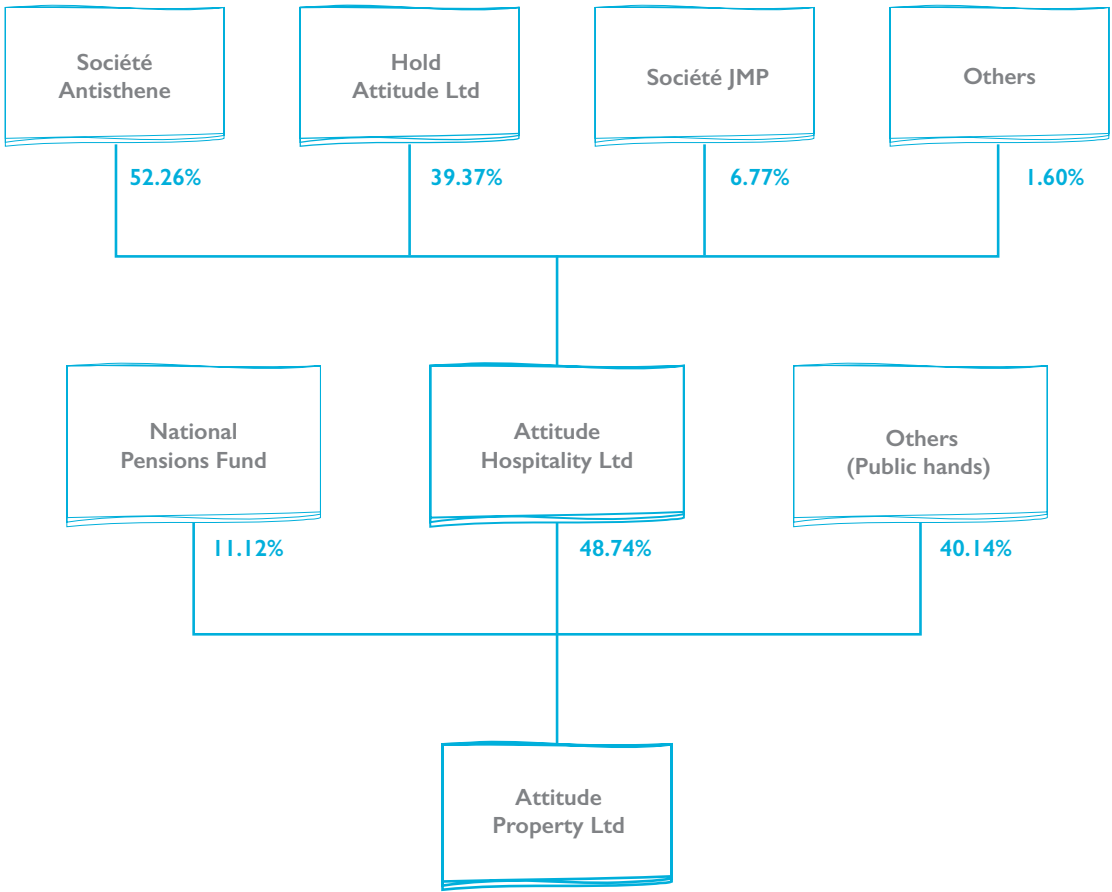 Société
Antisthene
Hold
Attitude Ltd
Société JMP
Others
52.26%
39.37%
6.77%
1.60%
National
Pensions Fund
Attitude
Hospitality Ltd
Others
(Public hands)
11.12%
48.74%
40.14%
Attitude
Property Ltd